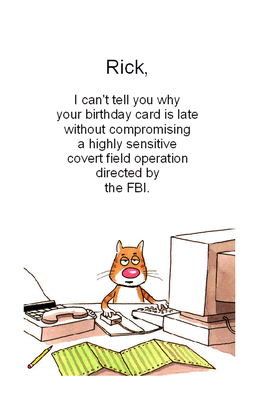 Rick,
I can't tell you why
your birthday card is late
without compromising
a highly sensitive
covert field operation
directed by
the FBI.